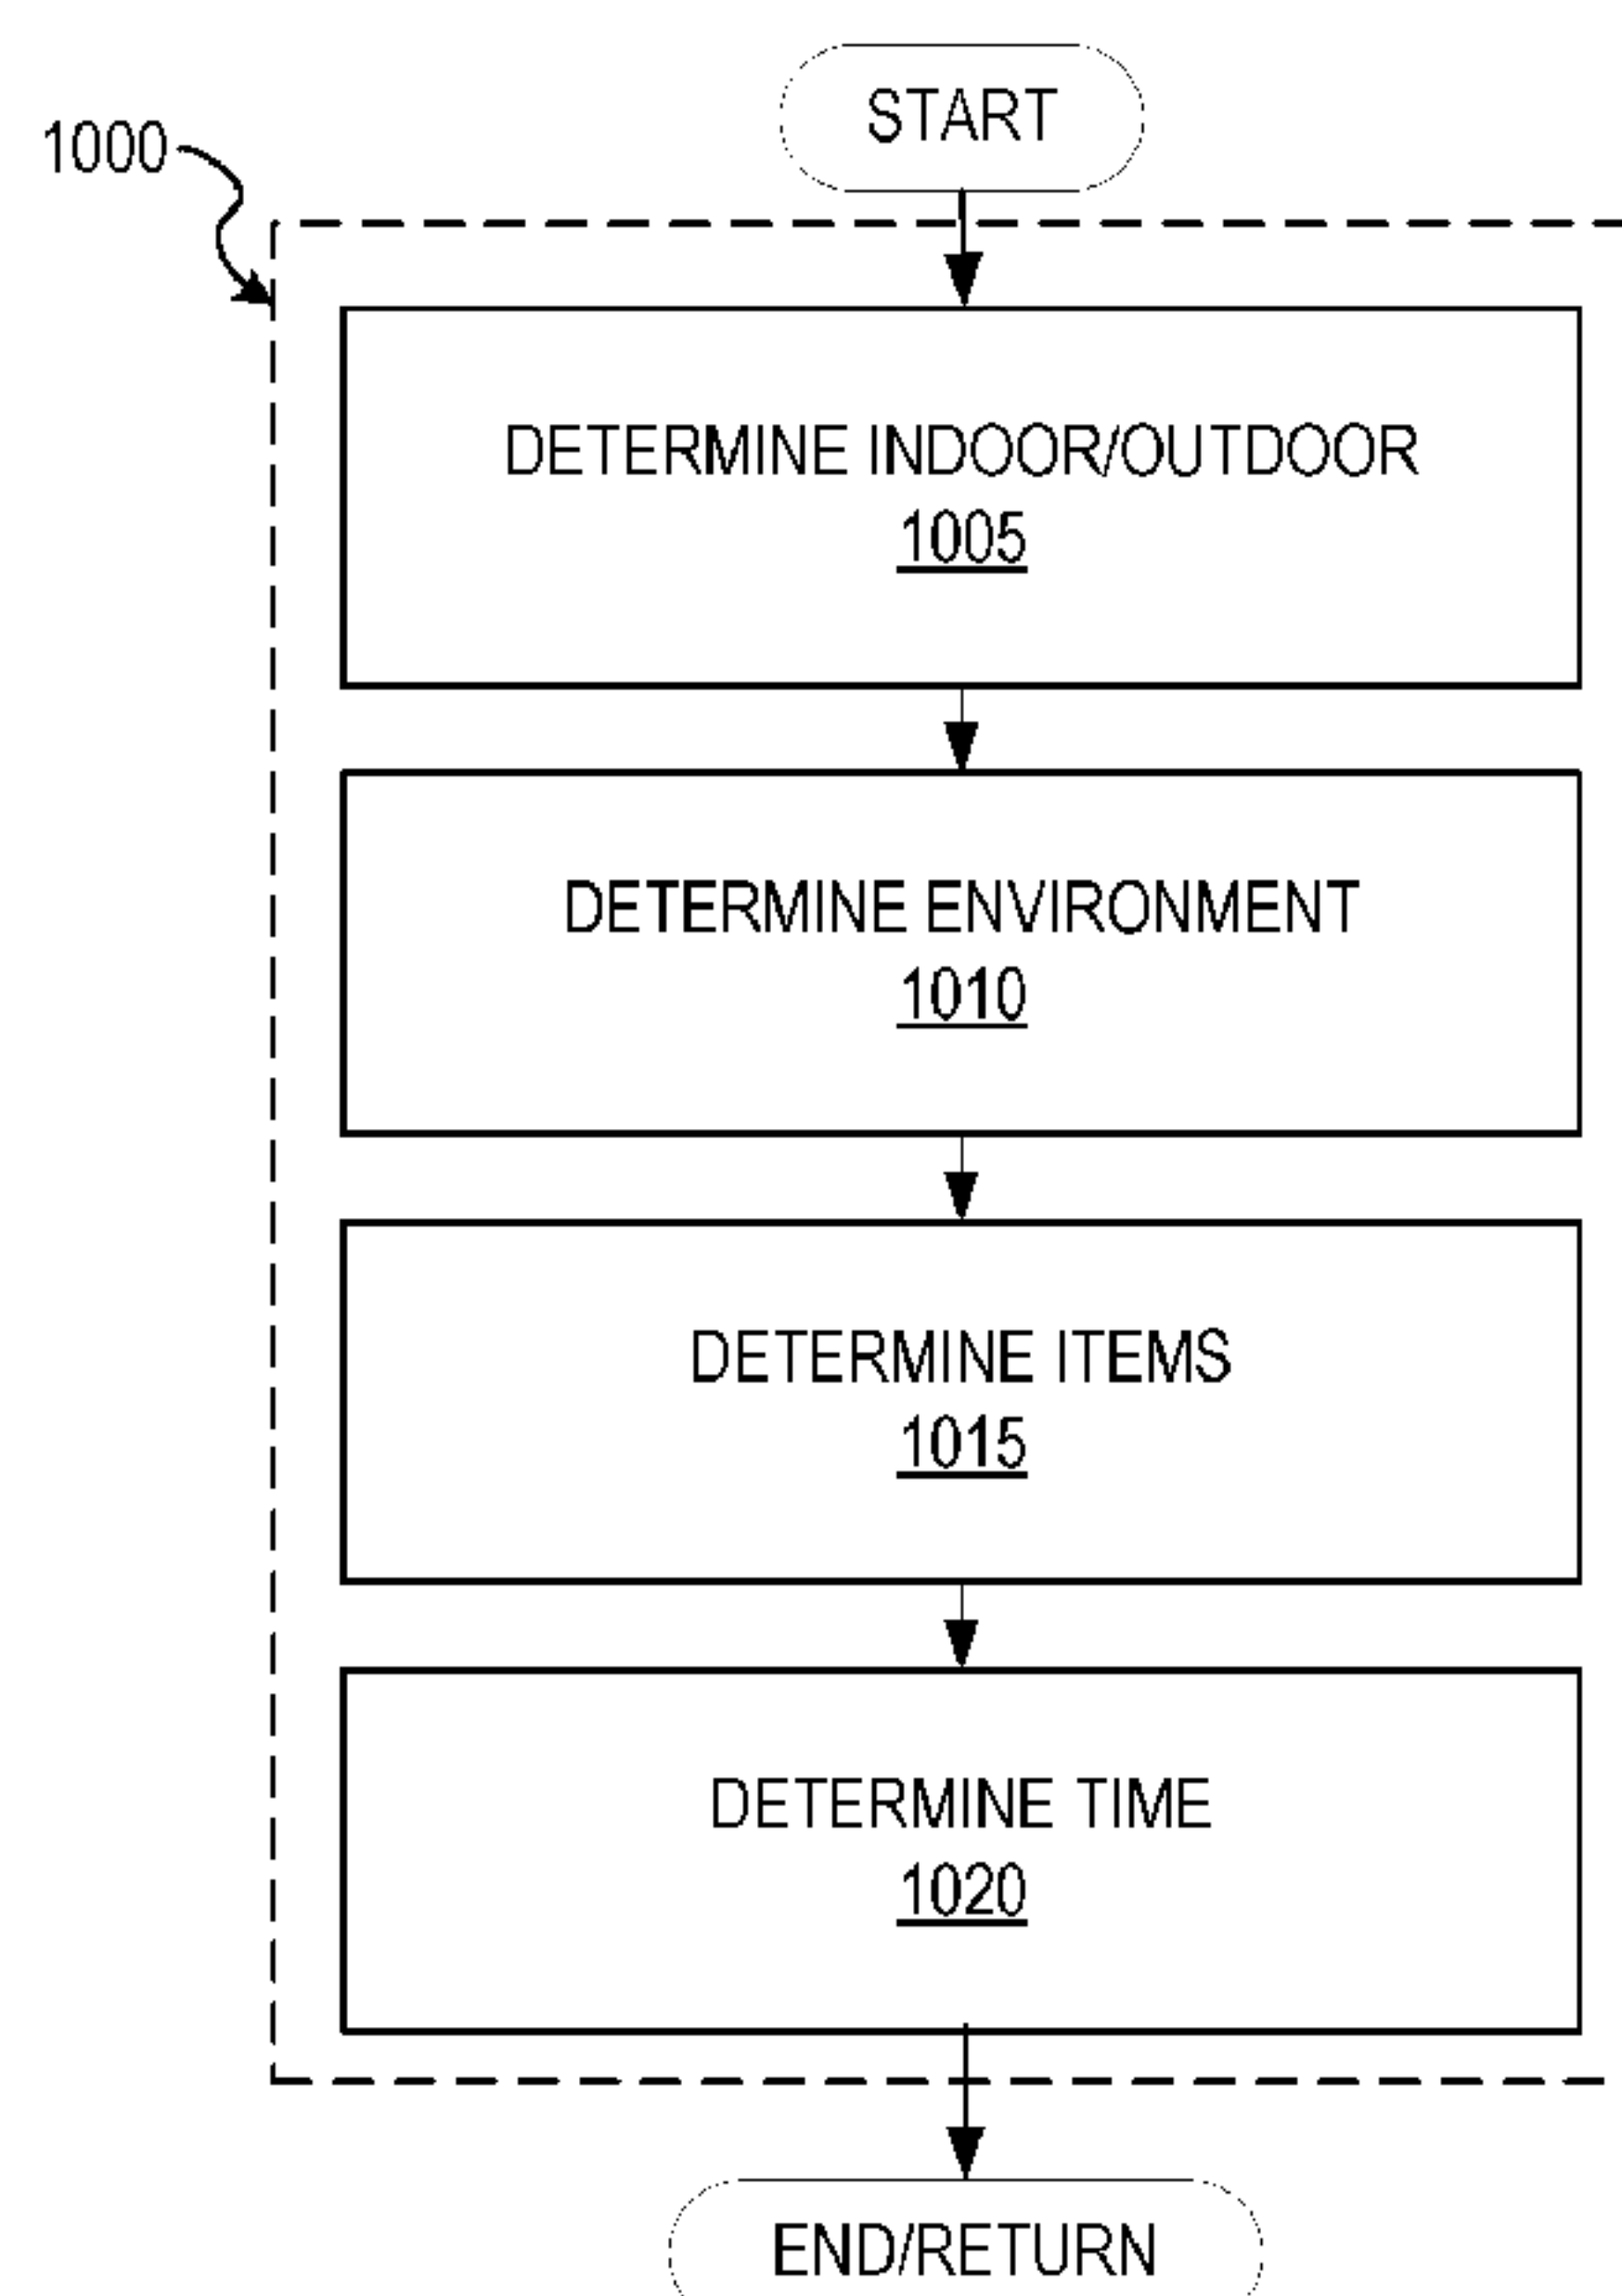 START
1000
DETERMINE INDOOR/OUTDOOR
1005
DETERMINE ENVIRONMENT
1010
DETERMINE ITEMS
1015
DETERMINE TIME
1020
END/RETURN